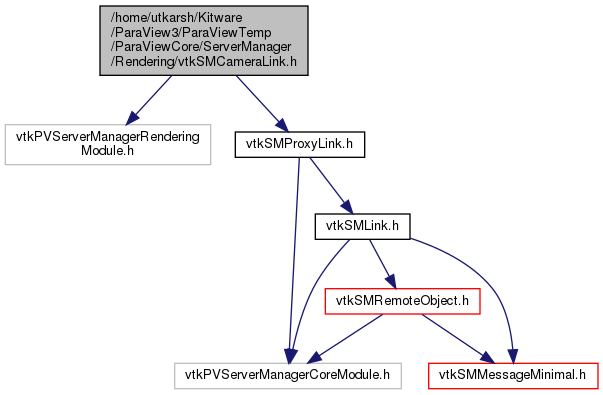 /home/utkarsh/Kitware
/ParaView3/ParaViewTemp
/ParaViewCore/ServerManager
/Rendering/vtkSMCameraLink.h
vtkPVServerManagerRendering
Module.h
vtkSMProxyLink.h
vtkSMLink.h
vtkSMRemoteObject.h
vtkPVServerManagerCoreModule.h
vtkSMMessageMinimal.h